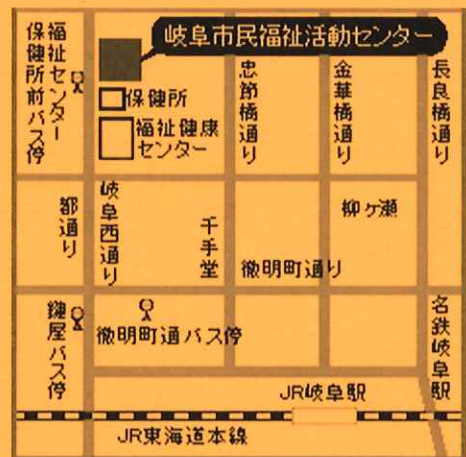 岐阜市民福祉活動センター
福祉センター
保健所前バス停
保健所
福祉健康
センター
忠節橋通り
金華橋通り
長良橋通り
都通り
岐阜西通り
千手堂
柳ケ瀬
徹明町通り
鍵屋バス停
徹明町通バス停
名鉄岐阜駅
JR岐阜駅
JR東海道本線